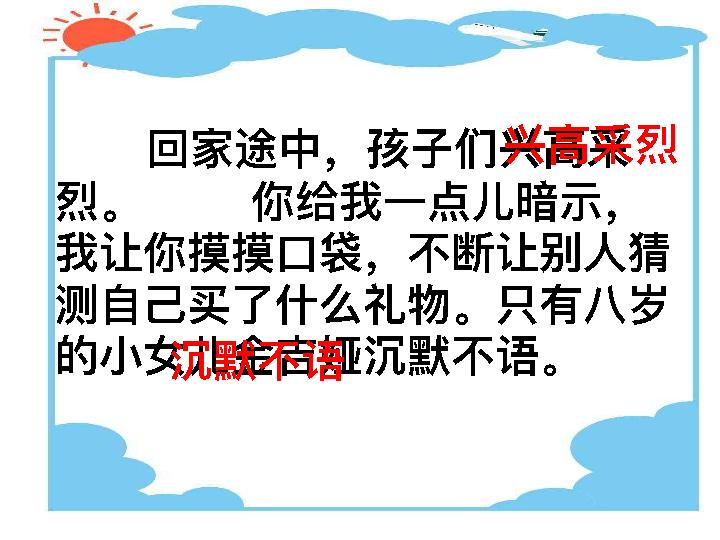 回家途中，孩子们兴高采
兴高采烈
烈。 你给我一点儿暗示，
我让你摸摸口袋，不断让别人猜
测自己买了什么礼物。只有八岁
的小女儿金吉娅沉默不语。
沉默不语